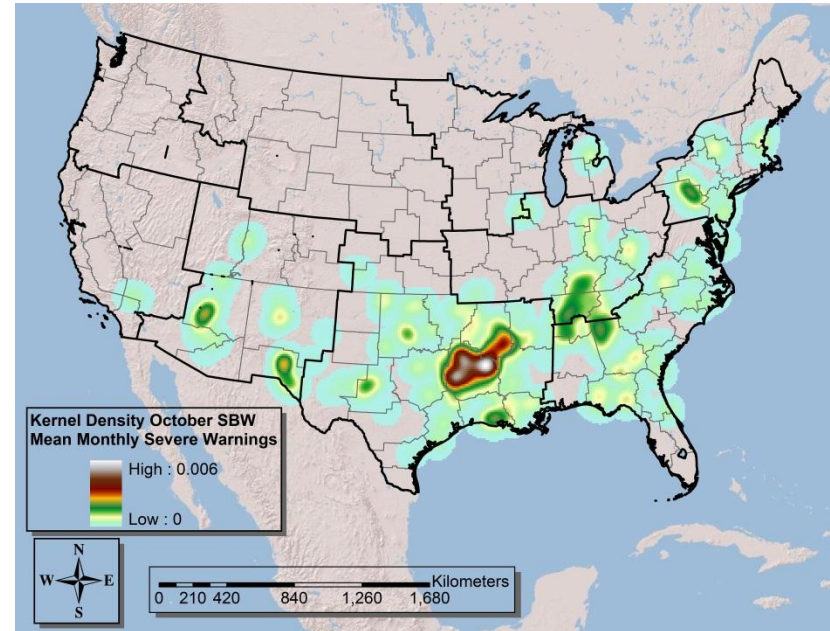 Kernel Density October SBW
Mean Monthly Severe Warnings
High : 0.006
Low : 0
N
W E
S
Kilometers
0 210 420 840 1,260 1,680